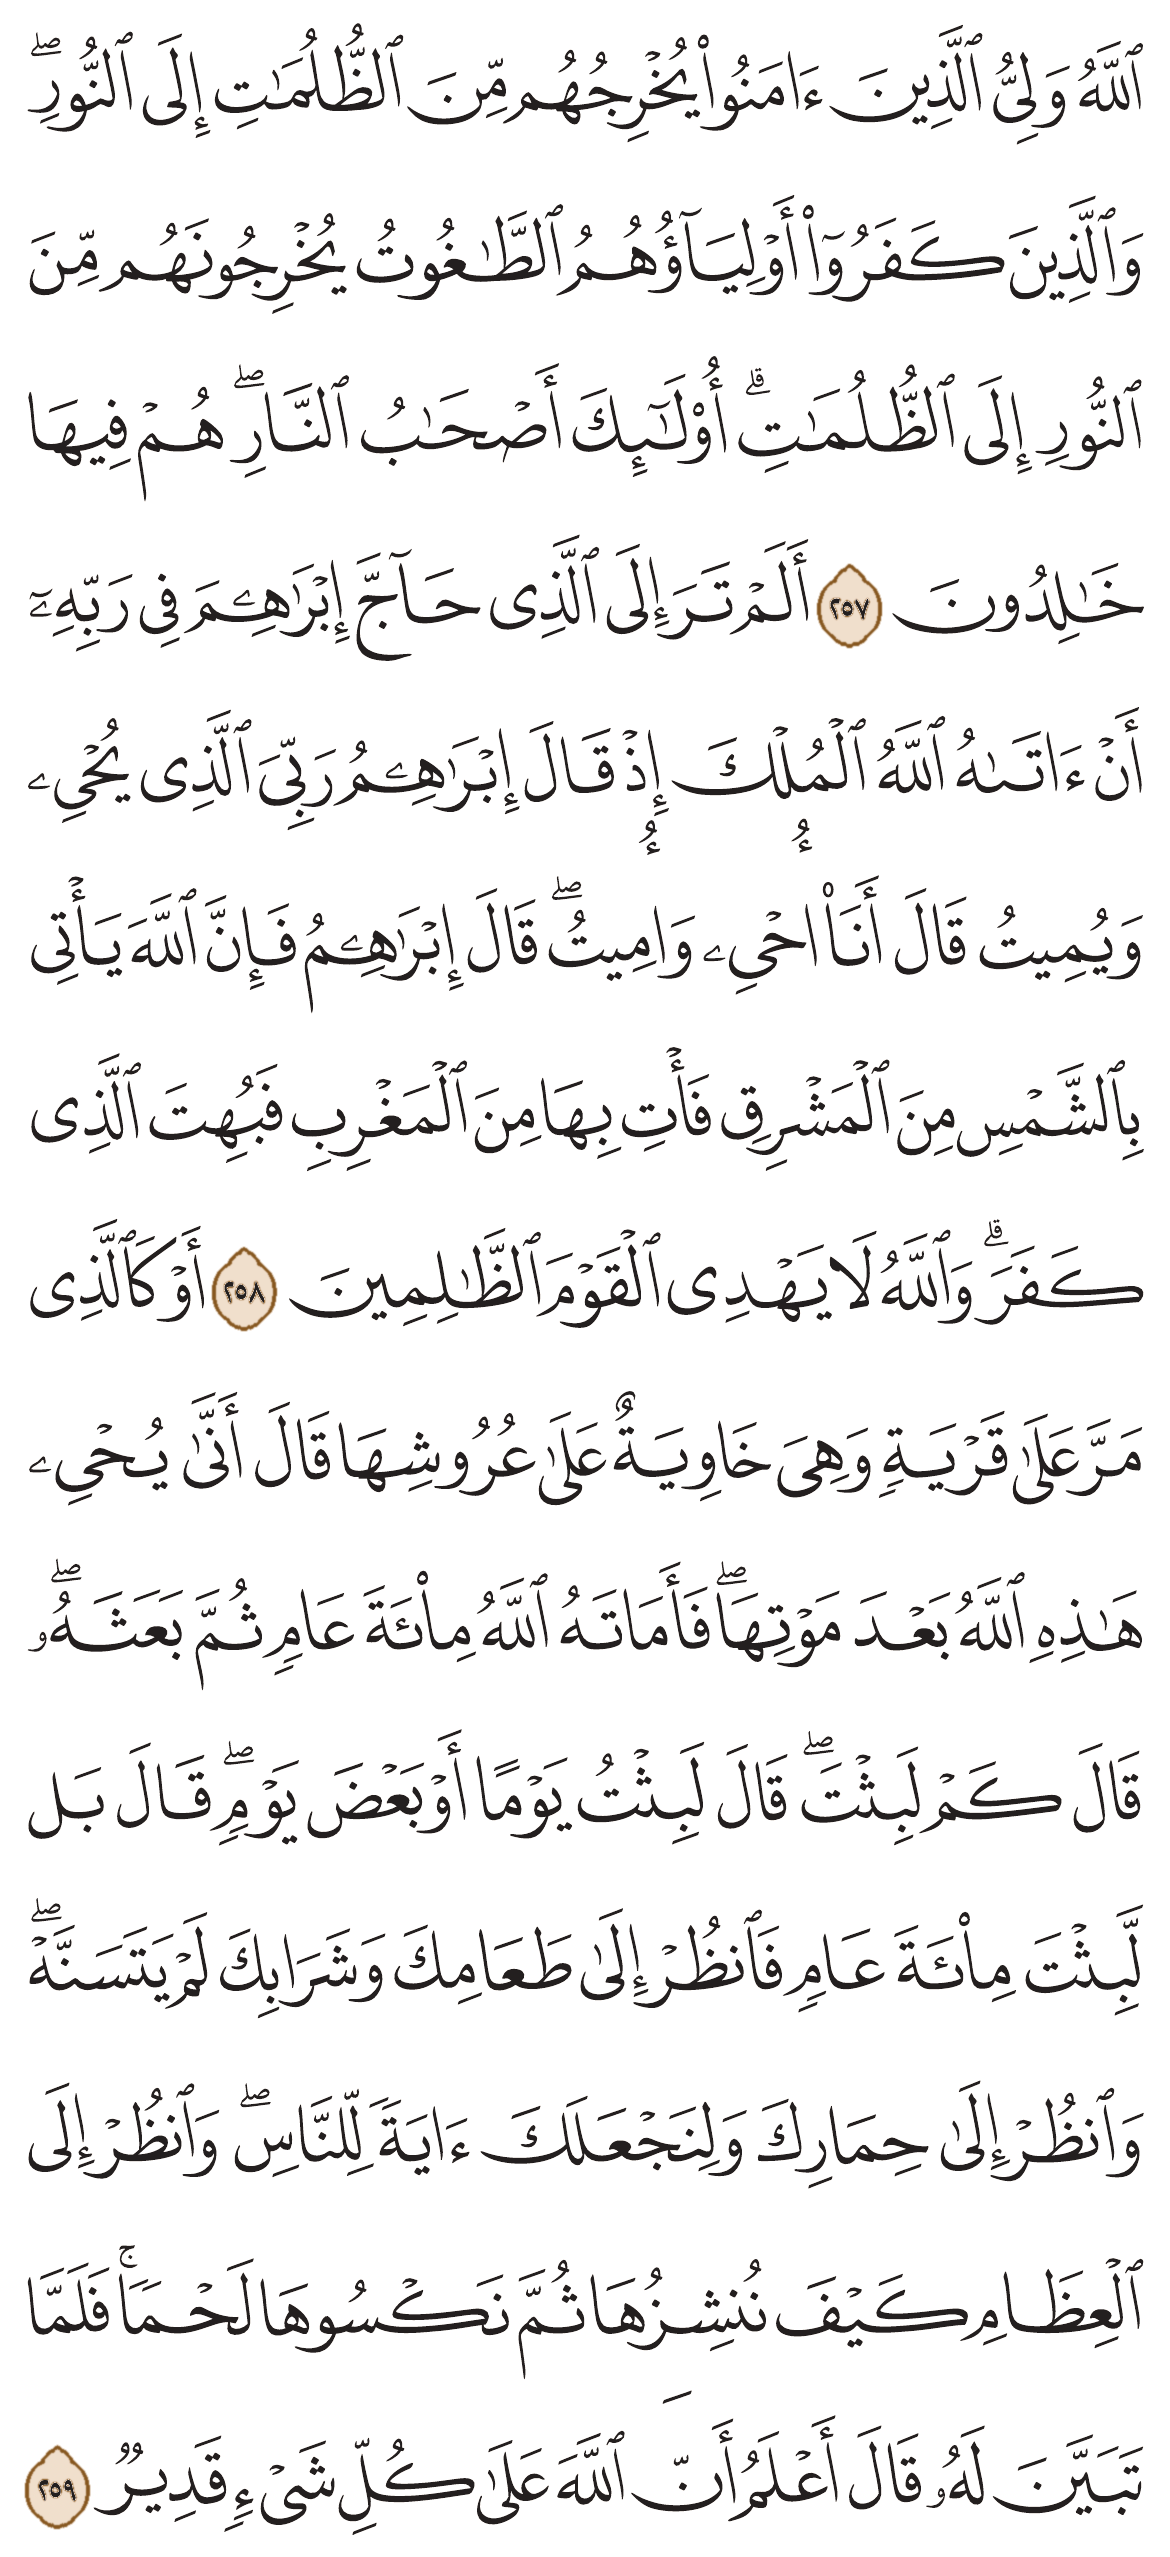 ٱللَّهُ وَلِىُّ ٱلَّذِينَ ءَامَنُواْ يُخْرِجُهُم مِّنَ ٱلظُّلُمَٰتِ إِلَى ٱلنُّورِۖ
وَٱلَّذِينَ كَفَرُوٓاْ أَوْلِيَآؤُهُمُ ٱلطَّٰغُوتُ يُخْرِجُونَهُم مِّنَ
ٱلنُّورِ إِلَى ٱلظُّلُمَٰتِۗ أُوْلَٰٓئِكَ أَصْحَٰبُ ٱلنَّارِۖ هُمْ فِيهَا
خَٰلِدُونَ ٢٥٧ أَلَمْ تَرَ إِلَى ٱلَّذِى حَآجَّ إِبْرَٰهِۦمَ فِى رَبِّهِۦٓ
أَنْ ءَاتَىٰهُ ٱللَّهُ ٱلْمُلْكَ إِذْ قَالَ إِبْرَٰهِۦمُ رَبِّىَ ٱلَّذِى يُحْىِۦ
وَيُمِيتُ قَالَ أَنَا۠ أُحْىِۦ وَأُمِيتُۖ قَالَ إِبْرَٰهِۦمُ فَإِنَّ ٱللَّهَ يَأْتِى
بِٱلشَّمْسِ مِنَ ٱلْمَشْرِقِ فَأْتِ بِهَا مِنَ ٱلْمَغْرِبِ فَبُهِتَ ٱلَّذِى
كَفَرَۗ وَٱللَّهُ لَا يَهْدِى ٱلْقَوْمَ ٱلظَّٰلِمِينَ ٢٥٨ أَوْ كَٱلَّذِى
مَرَّ عَلَىٰ قَرْيَةٍ وَهِىَ خَاوِيَةٌ عَلَىٰ عُرُوشِهَا قَالَ أَنَّىٰ يُحْىِۦ
هَٰذِهِ ٱللَّهُ بَعْدَ مَوْتِهَاۖ فَأَمَاتَهُ ٱللَّهُ مِاْئَةَ عَامٍ ثُمَّ بَعَثَهُۥۖ
قَالَ كَمْ لَبِثْتَۖ قَالَ لَبِثْتُ يَوْمًا أَوْ بَعْضَ يَوْمٍۖ قَالَ بَل
لَّبِثْتَ مِاْئَةَ عَامٍ فَٱنظُرْ إِلَىٰ طَعَامِكَ وَشَرَابِكَ لَمْ يَتَسَنَّهْۖ
وَٱنظُرْ إِلَىٰ حِمَارِكَ وَلِنَجْعَلَكَ ءَايَةً لِّلنَّاسِۖ وَٱنظُرْ إِلَى
ٱلْعِظَامِ كَيْفَ نُنشِزُهَا ثُمَّ نَكْسُوهَا لَحْمًاۚ فَلَمَّا
تَبَيَّنَ لَهُۥ قَالَ أَعْلَمُ أَنَّ ٱللَّهَ عَلَىٰ كُلِّ شَىْءٍ قَدِيرٌ ٢٥٩